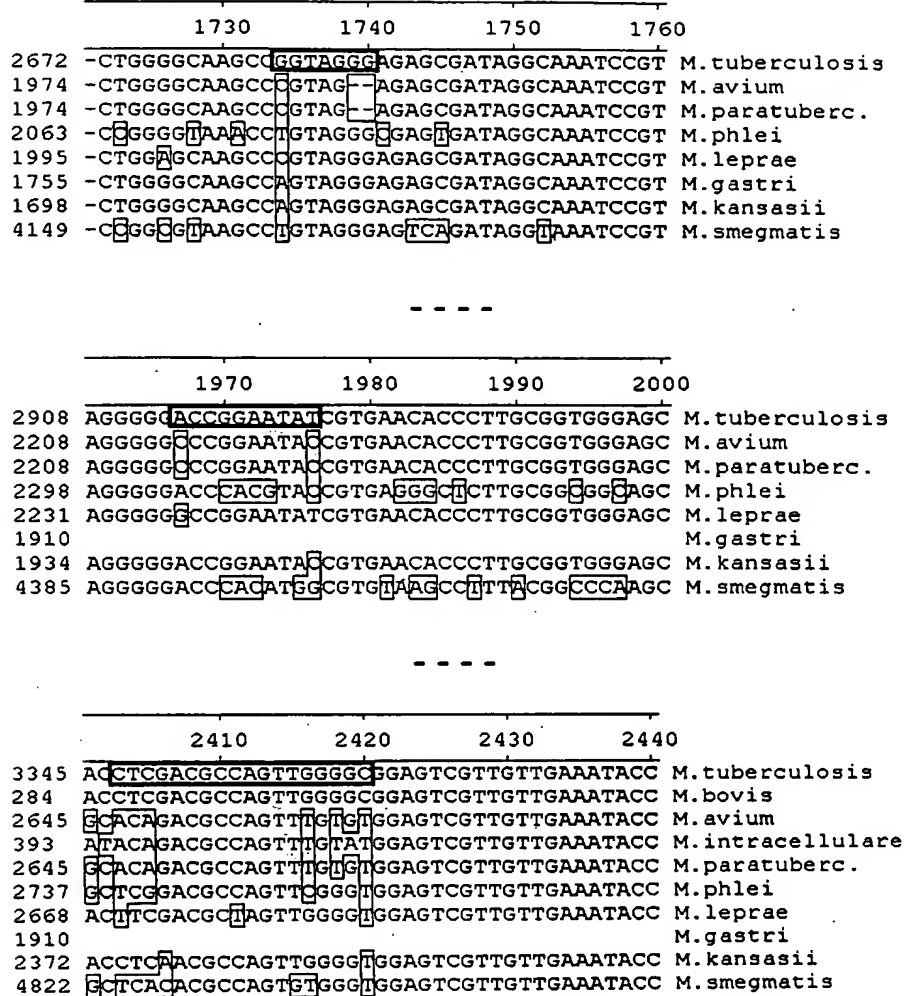 1730 1740 1750 1760
2672 -CTGGGGCAAGCCGGTAGGGAGAGCGATAGGCAAATCCGT M.tuberculosis
1974 -CTGGGGCAAGCCCGTAG--AGAGCGATAGGCAAATCCGT M.avium
1974 -CTGGGGCAAGCCCGTAG--AGAGCGATAGGCAAATCCGT M.paratuberc.
2063 -CCGGGGTAAACCTGTAGGGCGAGTGATAGGCAAATCCGT M.phlei
1995 -CTGGAGCAAGCCCGTAGGGAGAGCGATAGGCAAATCCGT M.leprae
1755 -CTGGGGCAAGCCAGTAGGGAGAGCGATAGGCAAATCCGT M.gastri
1698 -CTGGGGCAAGCCAGTAGGGAGAGCGATAGGCAAATCCGT M.kansasii
4149 -CCGGCGTAAGCCTGTAGGGAGTCAGATAGGTAAATCCGT M.smegmatis
- - - -
1970 1980 1990 2000
2908 AGGGGGACCGGAATATCGTGAACACCCTTGCGGTGGGAGC M.tuberculosis
2208 AGGGGGCCCGGAATACCGTGAACACCCTTGCGGTGGGAGC M.avium
2208 AGGGGGCCCGGAATACCGTGAACACCCTTGCGGTGGGAGC M.paratuberc.
2298 AGGGGGACCCACGTACCGTGAGGGCTCTTGCGGCGGCAGC M.phlei
2231 AGGGGGGCCGGAATATCGTGAACACCCTTGCGGTGGGAGC M.leprae
1910 M.gastri
1934 AGGGGGACCGGAATACCGTGAACACCCTTGCGGTGGGAGC M.kansasii
4385 AGGGGGACCCACATGGCGTGTAAGCCTTTACGGCCCAAGC M.smegmatis
- - - -
2410 2420 2430 2440
3345 ACCTCGACGCCAGTTGGGGCGGAGTCGTTGTTGAAATACC M.tuberculosis
284 ACCTCGACGCCAGTTGGGGCGGAGTCGTTGTTGAAATACC M.bovis
2645 GCACAGACGCCAGTTTGTGTGGAGTCGTTGTTGAAATACC M.avium
393 ATACAGACGCCAGTTTGTATGGAGTCGTTGTTGAAATACC M.intracellulare
2645 GCACAGACGCCAGTTTGTGTGGAGTCGTTGTTGAAATACC M.paratuberc.
2737 GCTCGGACGCCAGTTCGGGTGGAGTCGTTGTTGAAATACC M.phlei
2668 ACTTCGACGCTAGTTGGGGTGGAGTCGTTGTTGAAATACC M.leprae
1910 M.gastri
2372 ACCTCAACGCCAGTTGGGGTGGAGTCGTTGTTGAAATACC M.kansasii
4822 GCTCACACGCCAGTGTGGGTGGAGTCGTTGTTGAAATACC M.smegmatis